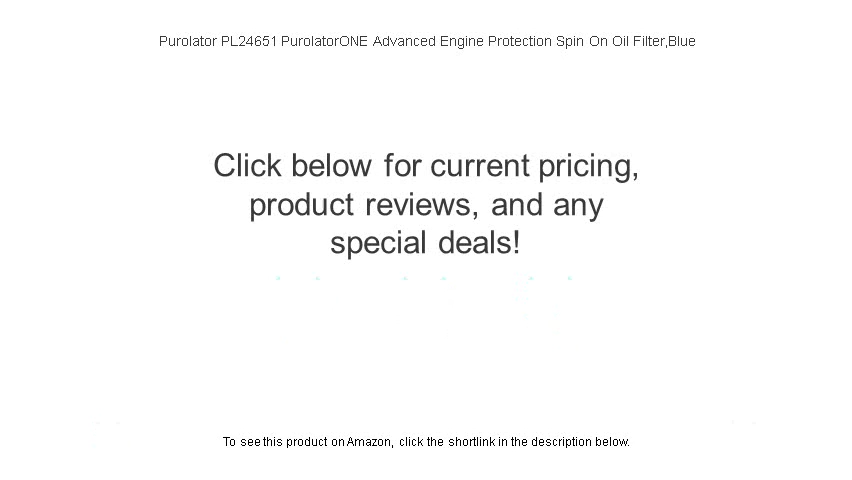 Purolator PL24651 PurolatorONE Advanced Engine Protection Spin On Oil Filter,Blue
Click below for current pricing,
product reviews, and any
special deals!
To see this product on Amazon, click the shortlink in the description below.